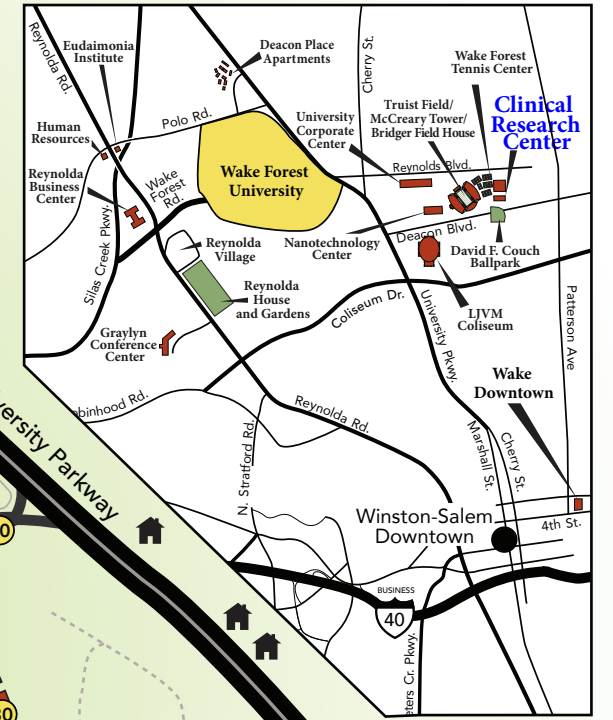 Reynolda Rd.
Eudaimonia
Institute
Deacon Place
Apartments
Cherry St.
Wake Forest
Tennis Center
Clinical
Research
Center
Truist Field/
McCreary Tower/
Bridger Field House
University
Corporate
Center
Polo Rd.
Human
Resources
Reynolds Blvd.
Wake Forest
University
Reynolda
Business
Center
Wake
Forest
Rd.
Silas Creek Pkwy.
Reynolda
Village
Nanotechnology
Center
Deacon Blvd.
David F. Couch
Ballpark
Reynolda
House
and Gardens
Coliseum Dr.
University Pkwy.
LJVM
Coliseum
Patterson Ave
Graylyn
Conference
Center
Wake
Downtown
binhood Rd.
Reynolda Rd.
N. Stratford Rd.
Marshall St.
Cherry St.
versity Parkway
Winston-Salem
Downtown
4th St.
BUSINESS
40
eters Cr. Pkwy.
0
30